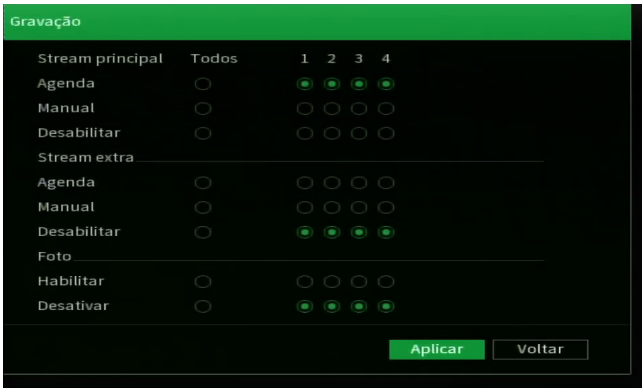 Gravação
Stream principal Todos 1 2 3 4
Agenda
Manual
Desabilitar
Stream extra
Agenda
Manual
Desabilitar
Foto
Habilitar
Desativar
Aplicar Voltar